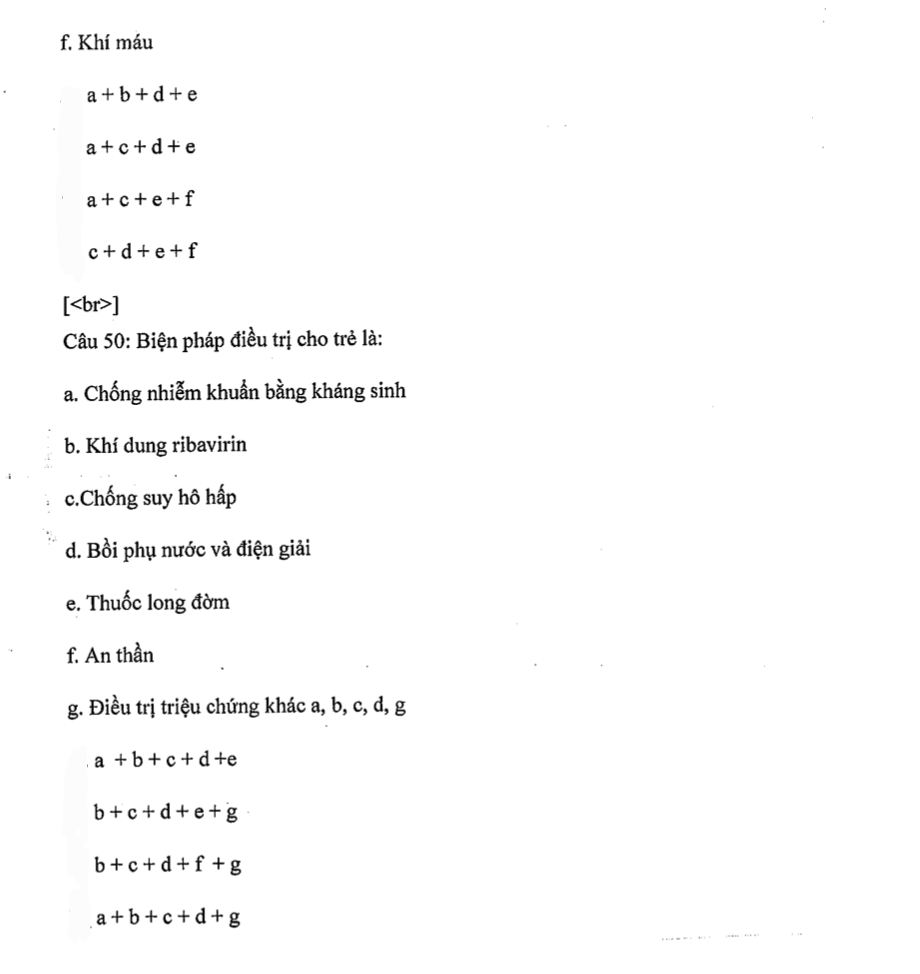 f. Khí máu
a + b + d + e
a + c + d + e
a + c + e + f
c + d + e + f
[<br>]
Câu 50: Biện pháp điều trị cho trẻ là:
a. Chống nhiễm khuẩn bằng kháng sinh
b. Khí dung ribavirin
c.Chống suy hô hấp
d. Bồi phụ nước và điện giải
e. Thuốc long đờm
f. An thần
g. Điều trị triệu chứng khác a, b, c, d, g
a + b + c + d +e
b + c + d + e + g
b + c + d + f + g
a + b + c + d + g